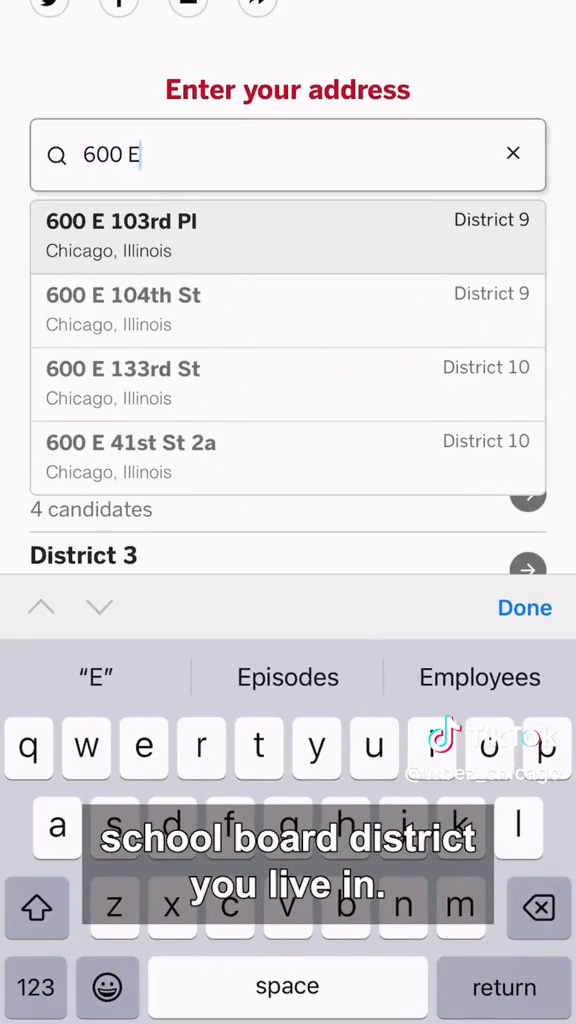 Enter your address
600 E
600 E 103rd Pl
District 9
Chicago, Illinois
600 E 104th St
District 9
Chicago, Illinois
600 E 133rd St
District 10
Chicago, Illinois
600 E 41st St 2a
District 10
Chicago, Illinois
4 candidates
District 3
Done
“E”
Episodes
Employees
q w e r t y u i o p
TikTok
@wbez_chicago
a s d f g h j k l
school board district
you live in.
z x c v b n m
123
space
return